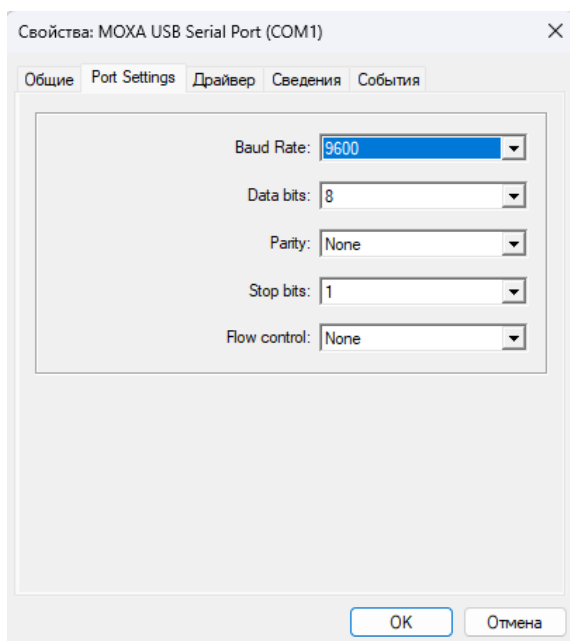 Свойства: MOXA USB Serial Port (COM1)
Общие Port Settings Драйвер Сведения События
Baud Rate: 9600
Data bits: 8
Parity: None
Stop bits: 1
Flow control: None
OK Отмена